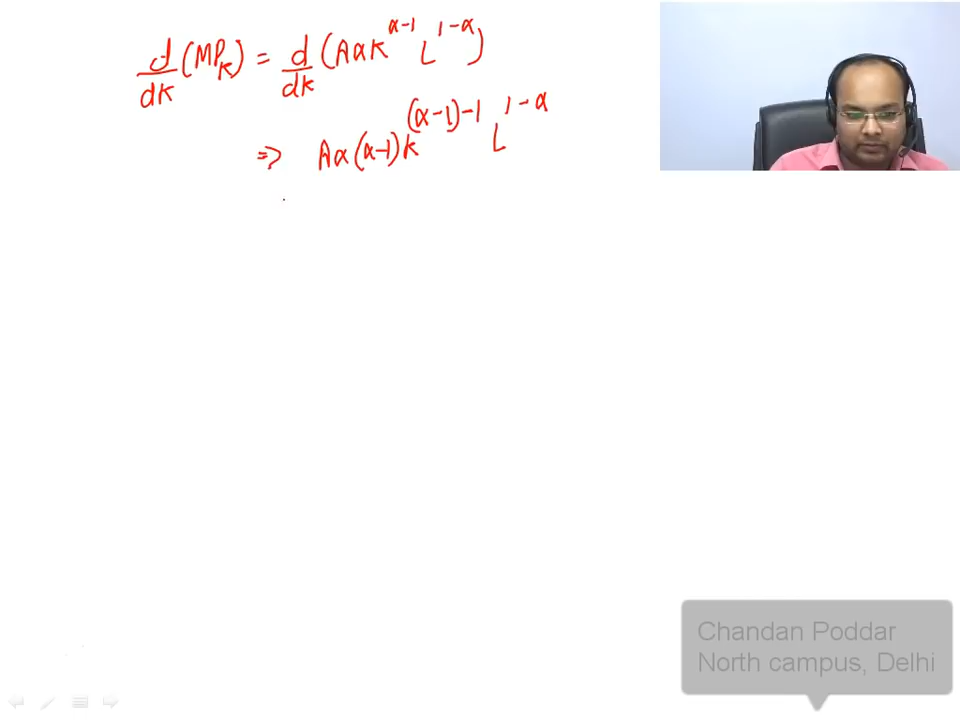 d/dk (MPₖ) = d/dk (Aαk^(α-1) L^(1-α))
⇒ Aα(α-1)k^((α-1)-1) L^(1-α)
Chandan Poddar
North campus, Delhi